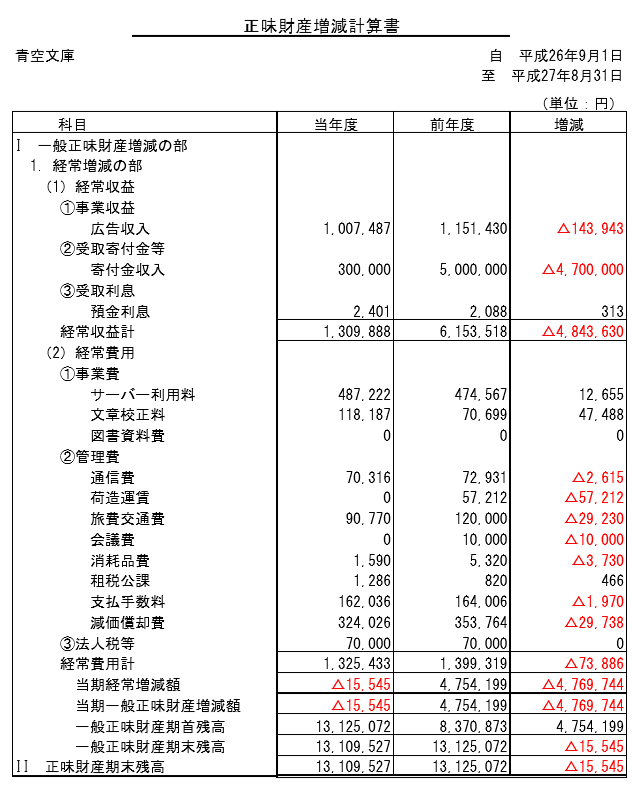 正味財産増減計算書
青空文庫 自 平成26年9月1日
至 平成27年8月31日
（単位：円）
科目 当年度 前年度 増減
Ⅰ 一般正味財産増減の部
1. 経常増減の部
(1) 経常収益
①事業収益
広告収入 1,007,487 1,151,430 △143,943
②受取寄付金等
寄付金収入 300,000 5,000,000 △4,700,000
③受取利息
預金利息 2,401 2,088 313
経常収益計 1,309,888 6,153,518 △4,843,630
(2) 経常費用
①事業費
サーバー利用料 487,222 474,567 12,655
文章校正料 118,187 70,699 47,488
図書資料費 0 0 0
②管理費
通信費 70,316 72,931 △2,615
荷造運賃 0 57,212 △57,212
旅費交通費 90,770 120,000 △29,230
会議費 0 10,000 △10,000
消耗品費 1,590 5,320 △3,730
租税公課 1,286 820 466
支払手数料 162,036 164,006 △1,970
減価償却費 324,026 353,764 △29,738
③法人税等 70,000 70,000 0
経常費用計 1,325,433 1,399,319 △73,886
当期経常増減額 △15,545 4,754,199 △4,769,744
当期一般正味財産増減額 △15,545 4,754,199 △4,769,744
一般正味財産期首残高 13,125,072 8,370,873 4,754,199
一般正味財産期末残高 13,109,527 13,125,072 △15,545
II 正味財産期末残高 13,109,527 13,125,072 △15,545